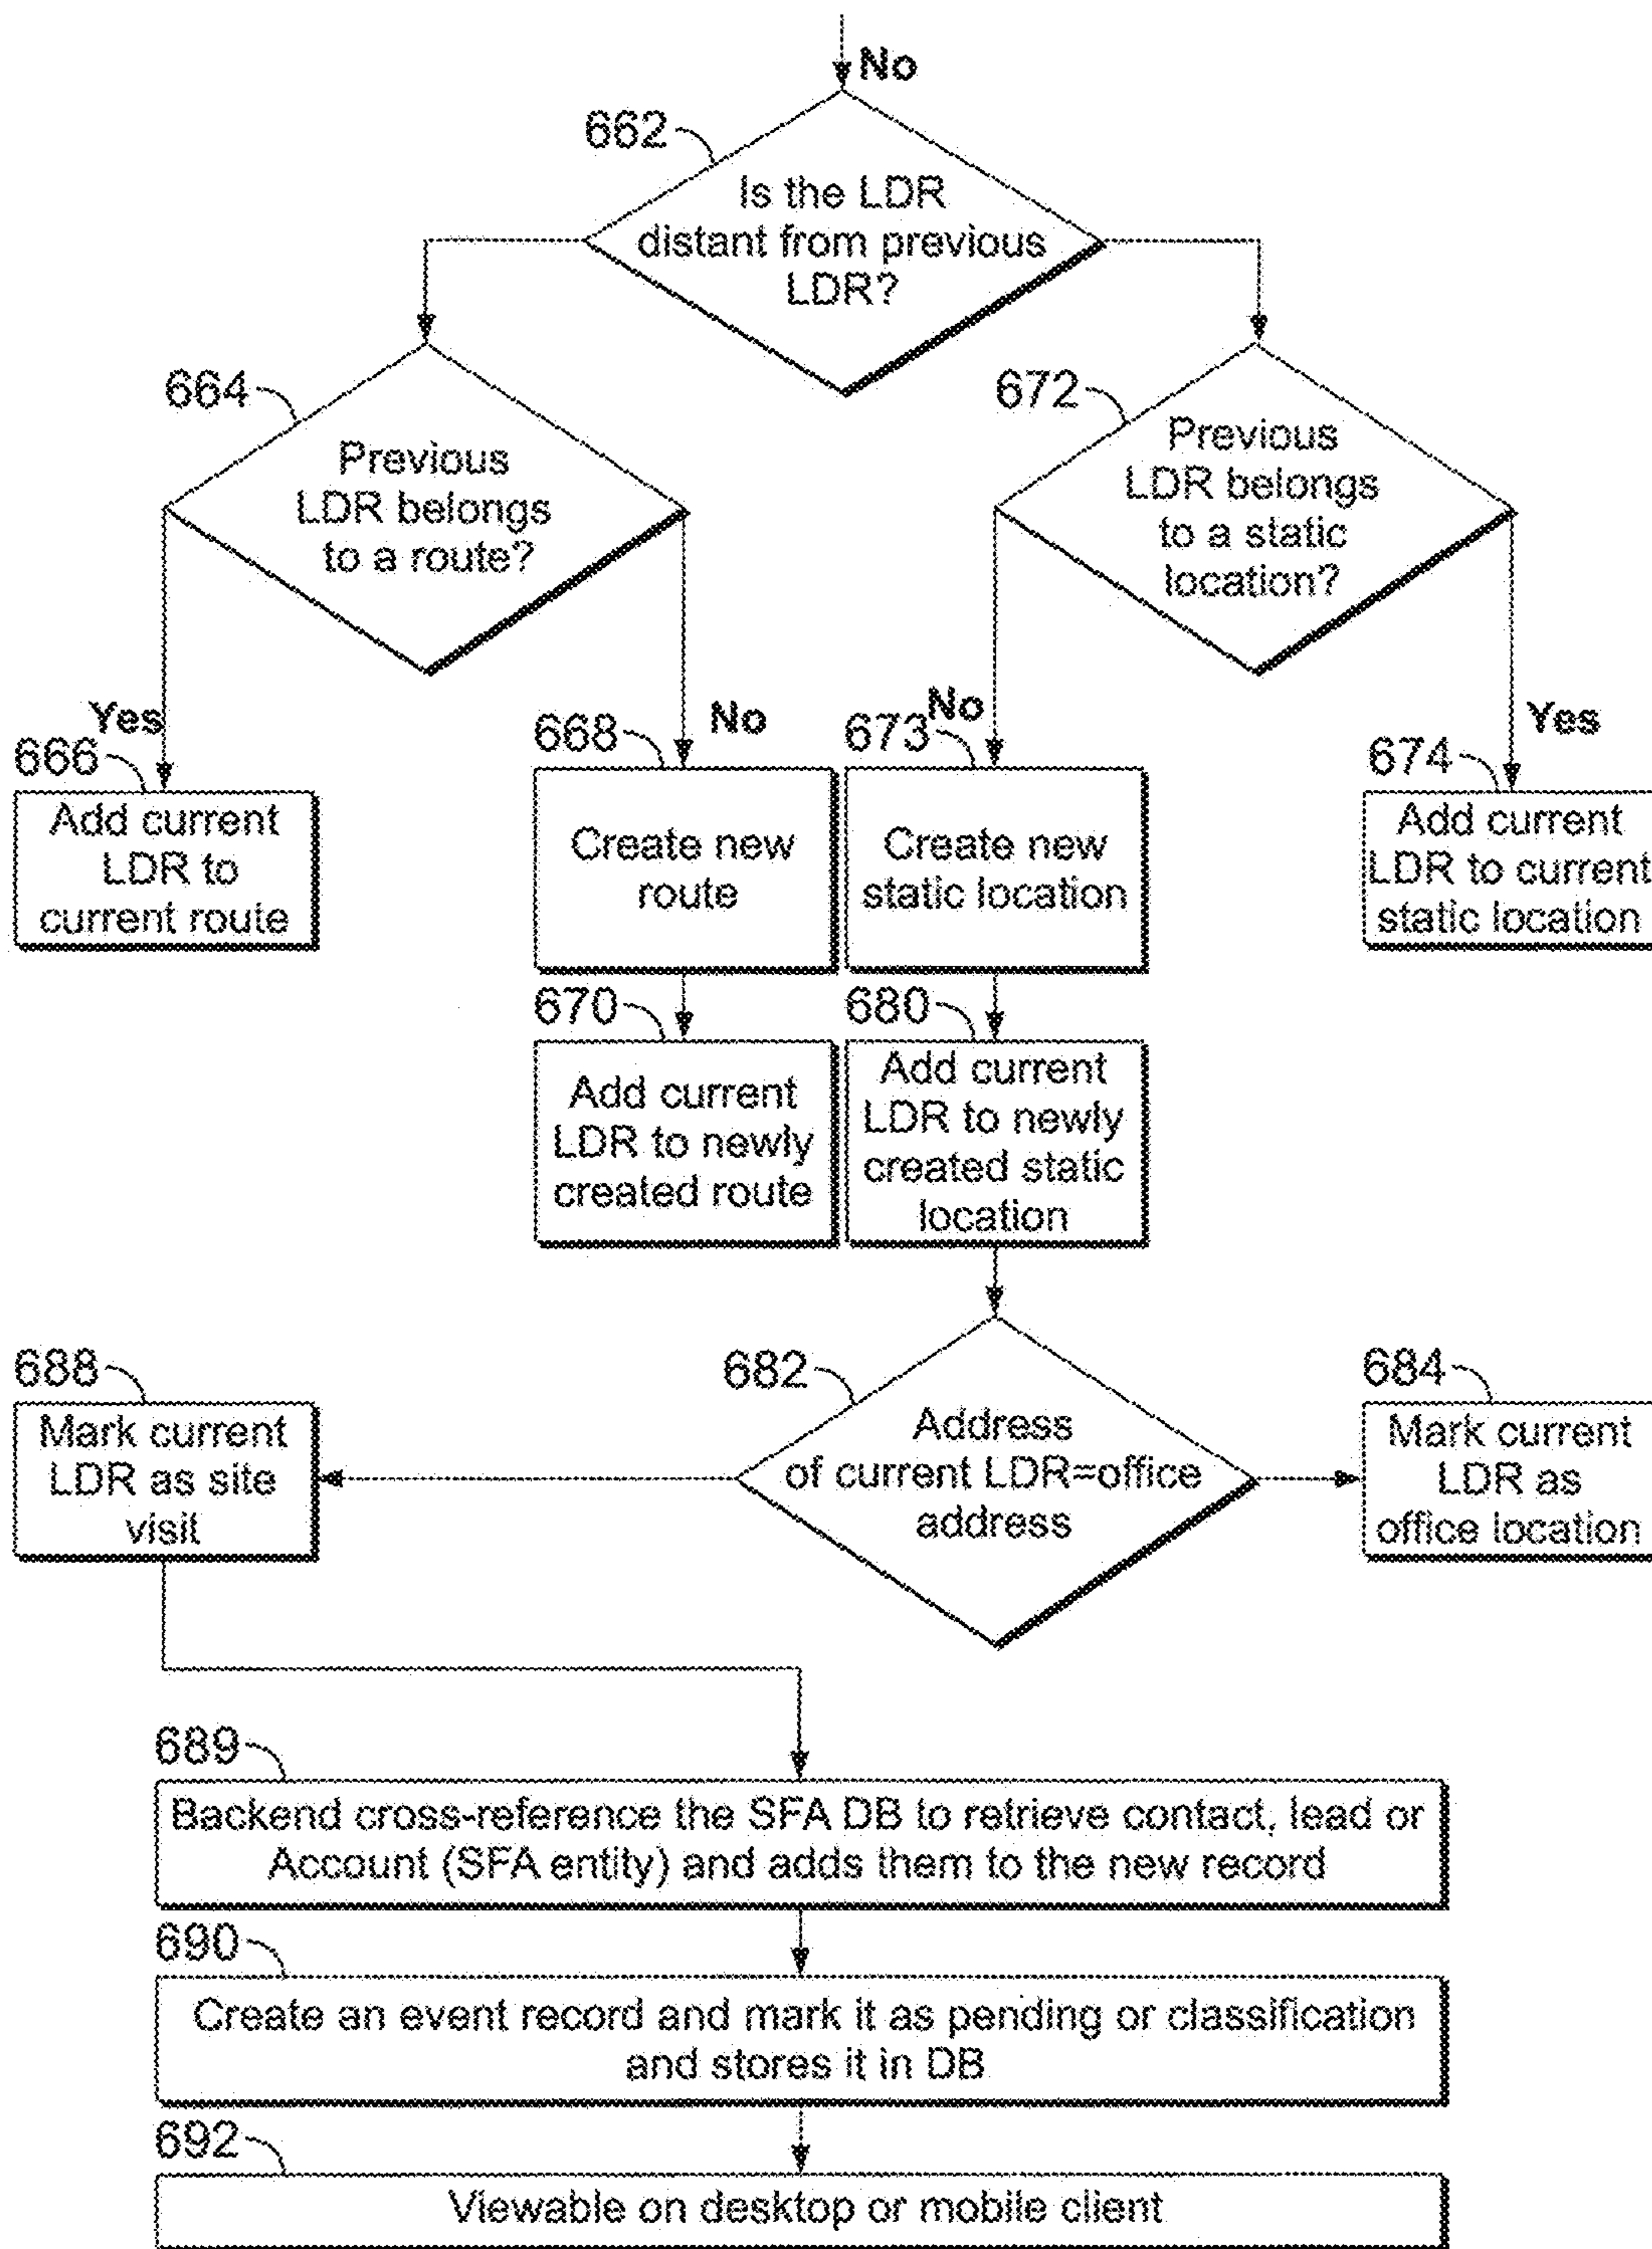 No
662
Is the LDR
distant from previous
LDR?
664
Previous
LDR belongs
to a route?
672
Previous
LDR belongs
to a static
location?
Yes
No
No
Yes
666
Add current
LDR to
current route
668
Create new
route
673
Create new
static location
674
Add current
LDR to current
static location
670
Add current
LDR to newly
created route
680
Add current
LDR to newly
created static
location
688
Mark current
LDR as site
visit
682
Address
of current LDR=office
address
684
Mark current
LDR as
office location
689
Backend cross-reference the SFA DB to retrieve contact, lead or
Account (SFA entity) and adds them to the new record
690
Create an event record and mark it as pending or classification
and stores it in DB
692
Viewable on desktop or mobile client